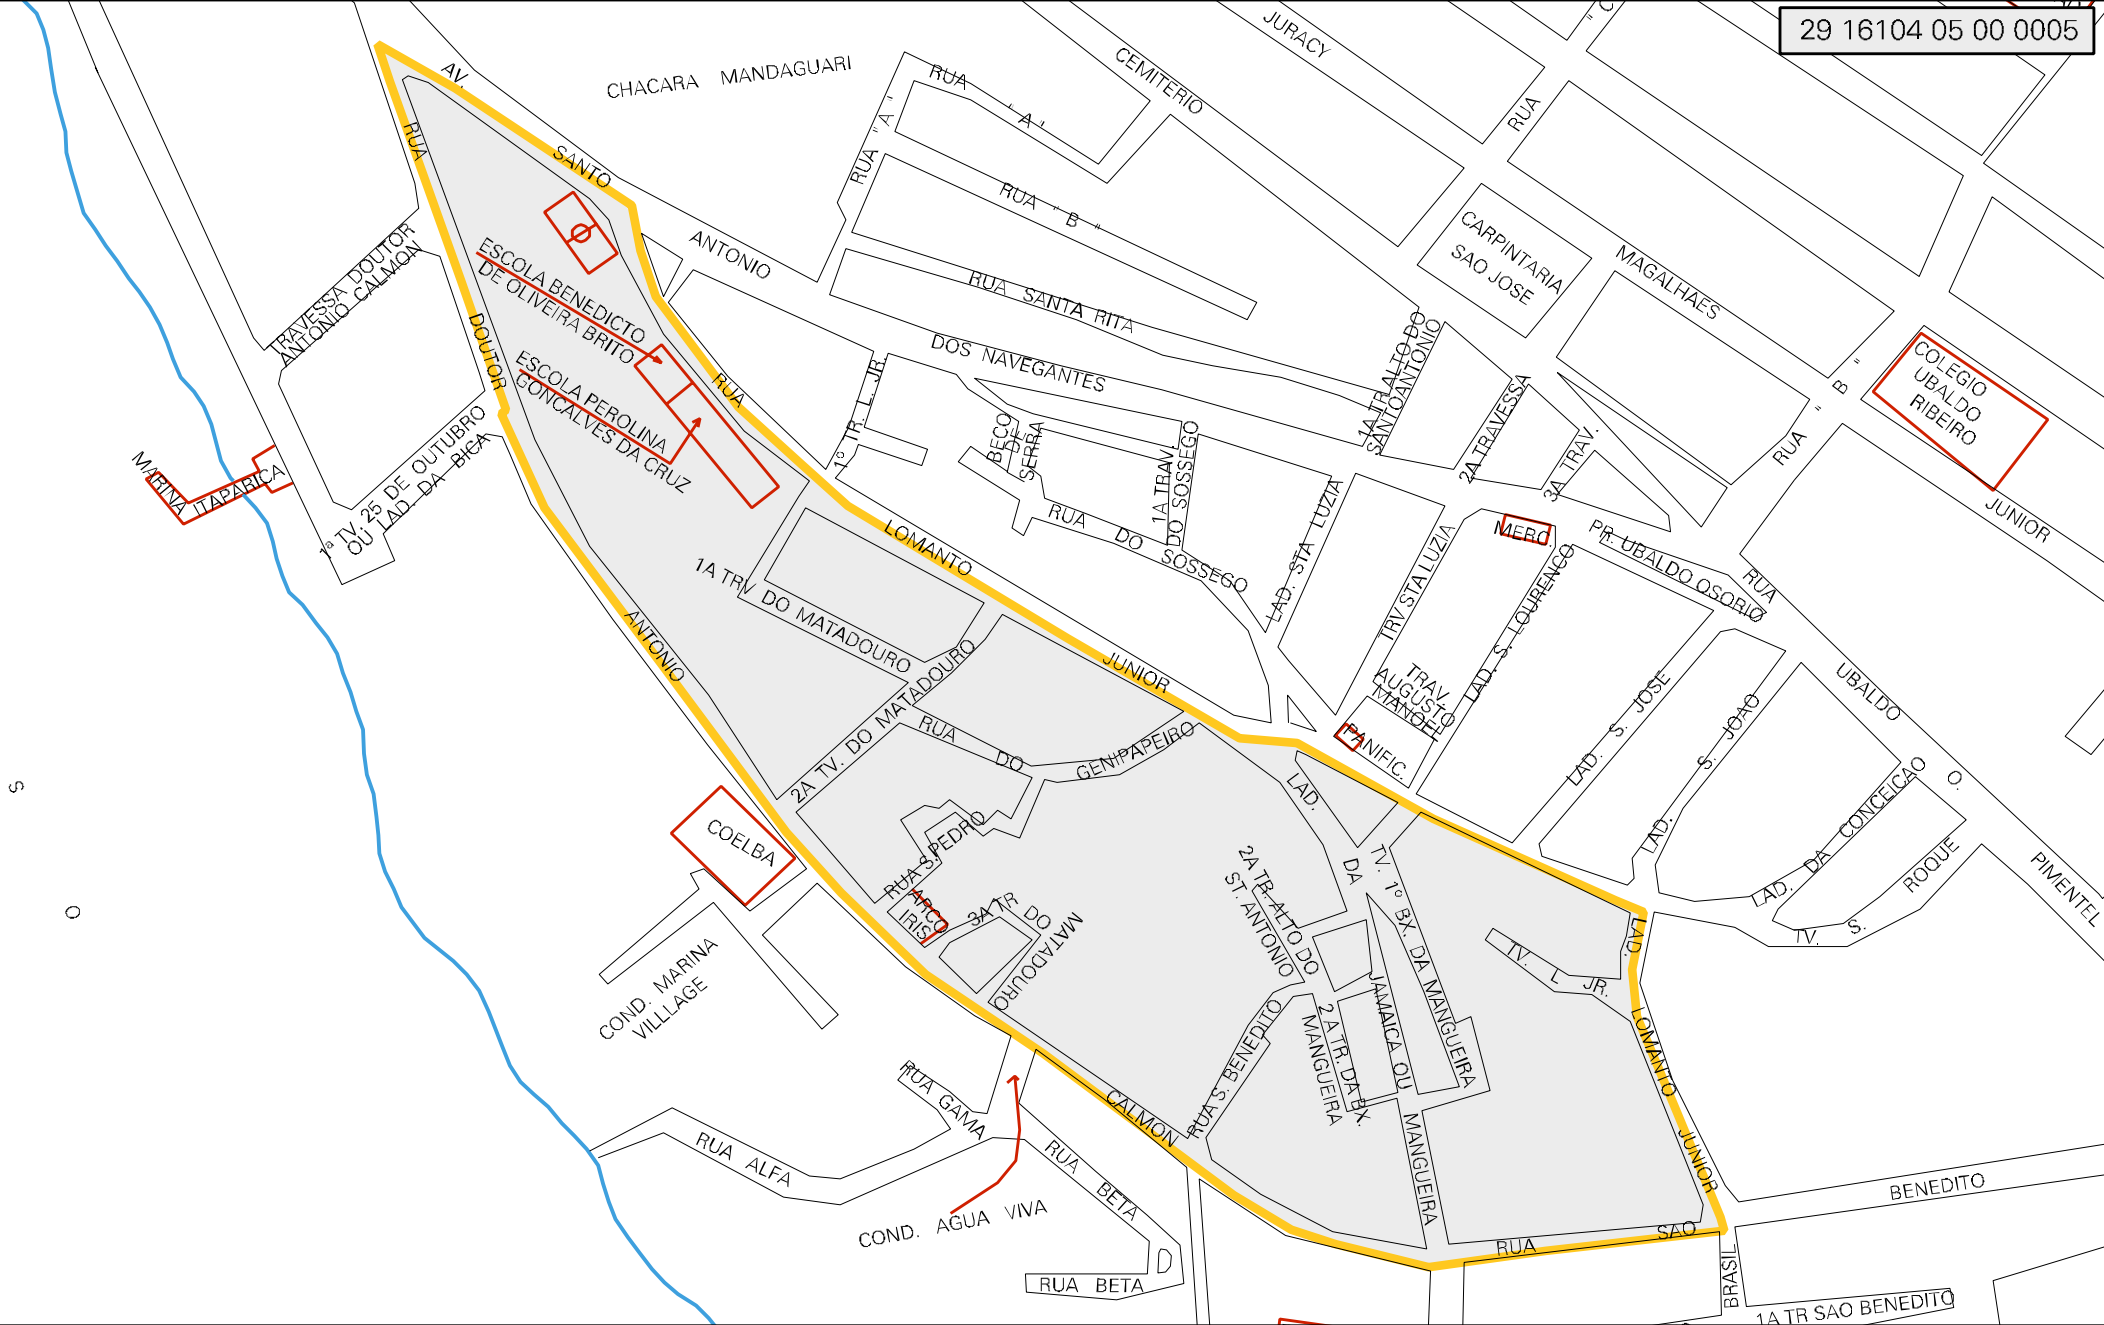 29 16104 05 00 0005
CHACARA MANDAGUARI
AV.
SANTO
ANTONIO
RUA
DOUTOR
ANTONIO
CALMON
RUA
LOMANTO
JUNIOR
RUA "A"
RUA "A"
RUA "B"
CEMITERIO
JURACY
MAGALHAES
JUNIOR
RUA
RUA "B"
CARPINTARIA
SAO JOSE
COLEGIO
UBALDO
RIBEIRO
RUA SANTA RITA
DOS NAVEGANTES
1A TR ALTO DO
SANTO ANTONIO
2A TRAVESSA
3A TRAV.
TRAVESSA DOUTOR
ANTONIO CALMON
ESCOLA BENEDICTO
DE OLIVEIRA BRITO
ESCOLA PEROLINA
GONCALVES DA CRUZ
1º TR. L. JR.
BECO
DE
SERRA
1A TRAV.
DO SOSSEGO
RUA DO SOSSEGO
LAD. STA LUZIA
TRV STA LUZIA
MERC.
LAD. S. LOURENCO
PR. UBALDO OSORIO
RUA
UBALDO
O.
PIMENTEL
MARINA ITAPARICA
1ª TV. 25 DE OUTUBRO
OU LAD. DA BICA
1A TRV DO MATADOURO
2A TV. DO MATADOURO
RUA DO GENIPAPEIRO
TRAV.
AUGUSTO
MANOEL
PANIFIC.
LAD. S. JOSE
LAD. S. JOAO
LAD. DA CONCEICAO
TV. S. ROQUE
S
O
COELBA
RUA S.PEDRO
ARCO
IRIS
3A TR DO
MATADOURO
LAD.
DA
MANGUEIRA
TV. 1º BX. DA MANGUEIRA
2A TR. ALTO DO
ST. ANTONIO
JAMAICA OU
2 A TR. DA BX.
MANGUEIRA
RUA S. BENEDITO
TV. L JR.
LAD.
LOMANTO
JUNIOR
COND. MARINA
VILLLAGE
RUA GAMA
RUA ALFA
COND. AGUA VIVA
RUA BETA
RUA BETA
RUA SAO
BENEDITO
BRASIL
1A TR SAO BENEDITO